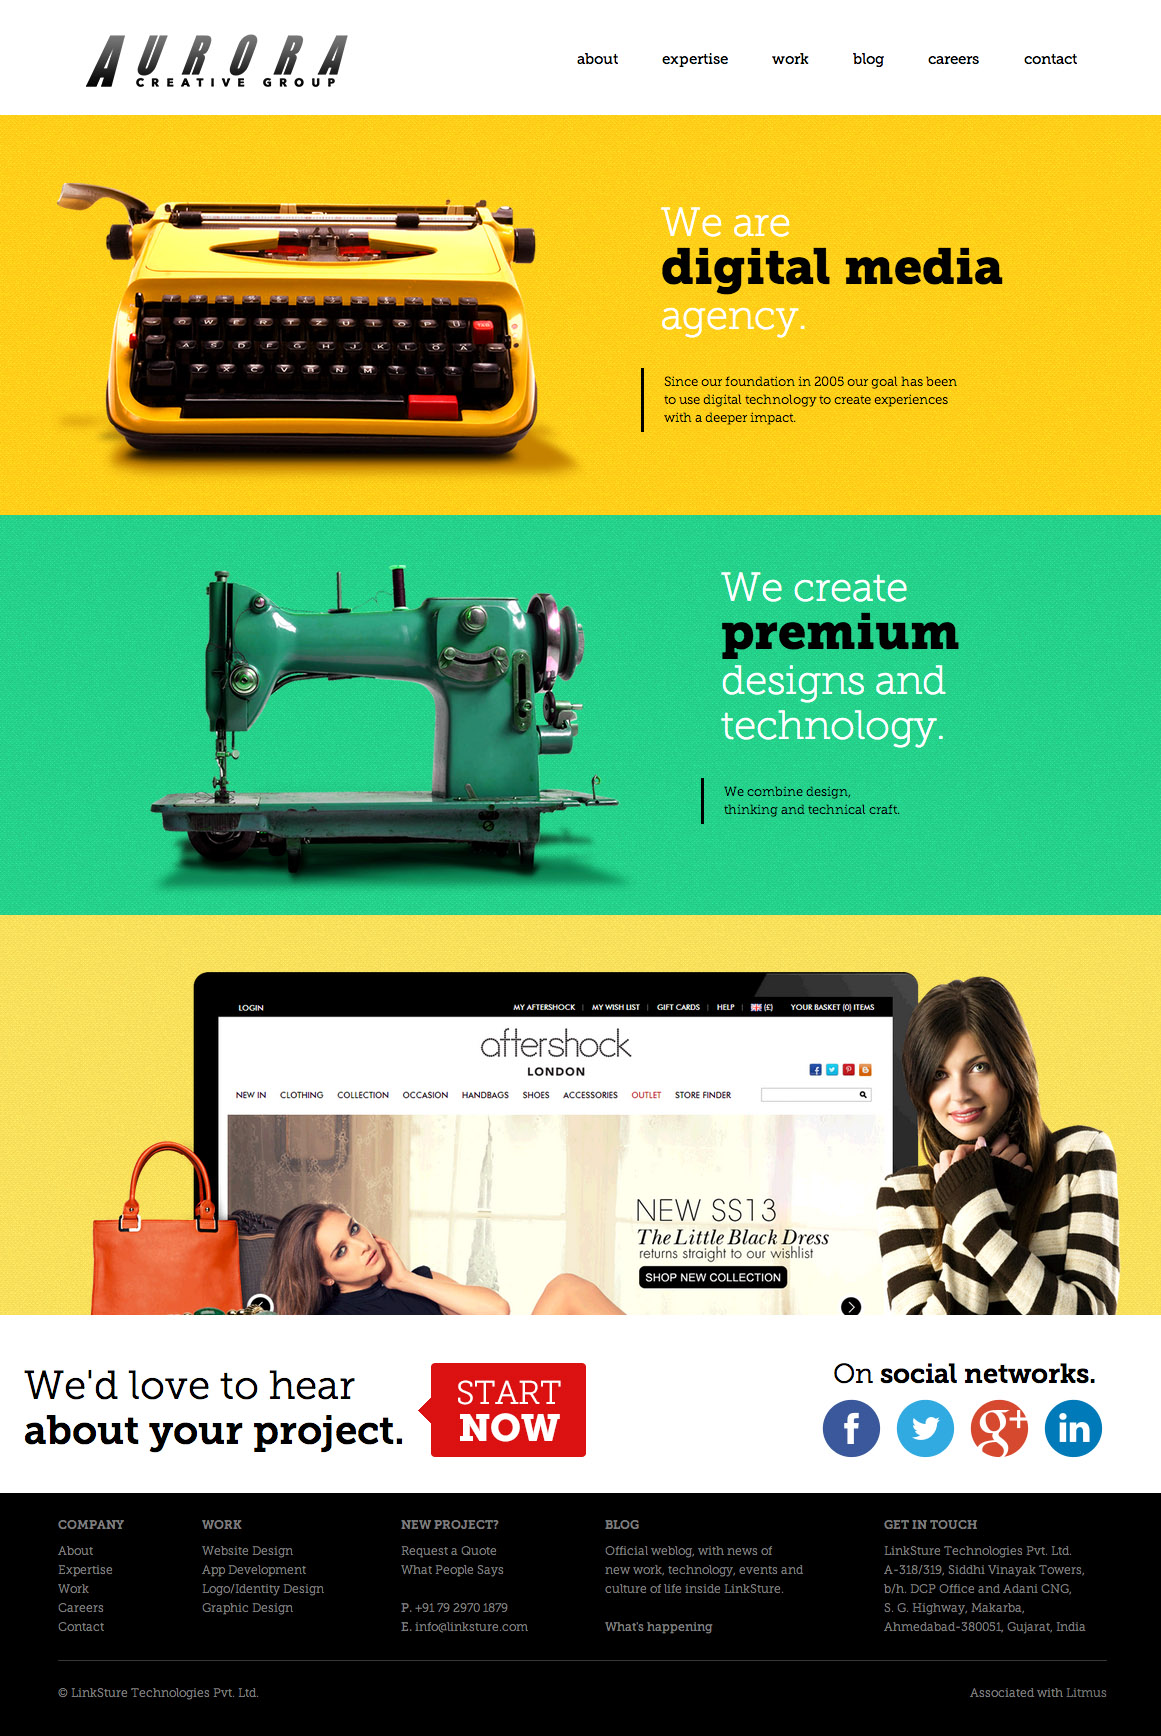 AURORA
CREATIVE GROUP
about expertise work blog careers contact
We are
digital media
agency.
Since our foundation in 2005 our goal has been
to use digital technology to create experiences
with a deeper impact.
We create
premium
designs and
technology.
We combine design,
thinking and technical craft.
LOGIN MY AFTERSHOCK | MY WISH LIST | GIFT CARDS | HELP | (£) YOUR BASKET (0) ITEMS
aftershock
LONDON
NEW IN CLOTHING COLLECTION OCCASION HANDBAGS SHOES ACCESSORIES OUTLET STORE FINDER
NEW SS13
The Little Black Dress
returns straight to our wishlist
SHOP NEW COLLECTION
We'd love to hear
about your project.
START
NOW
On social networks.
COMPANY
About
Expertise
Work
Careers
Contact
WORK
Website Design
App Development
Logo/Identity Design
Graphic Design
NEW PROJECT?
Request a Quote
What People Says
P. +91 79 2970 1879
E. info@linksture.com
BLOG
Official weblog, with news of
new work, technology, events and
culture of life inside LinkSture.
What's happening
GET IN TOUCH
LinkSture Technologies Pvt. Ltd.
A-318/319, Siddhi Vinayak Towers,
b/h. DCP Office and Adani CNG,
S. G. Highway, Makarba,
Ahmedabad-380051, Gujarat, India
© LinkSture Technologies Pvt. Ltd.
Associated with Litmus